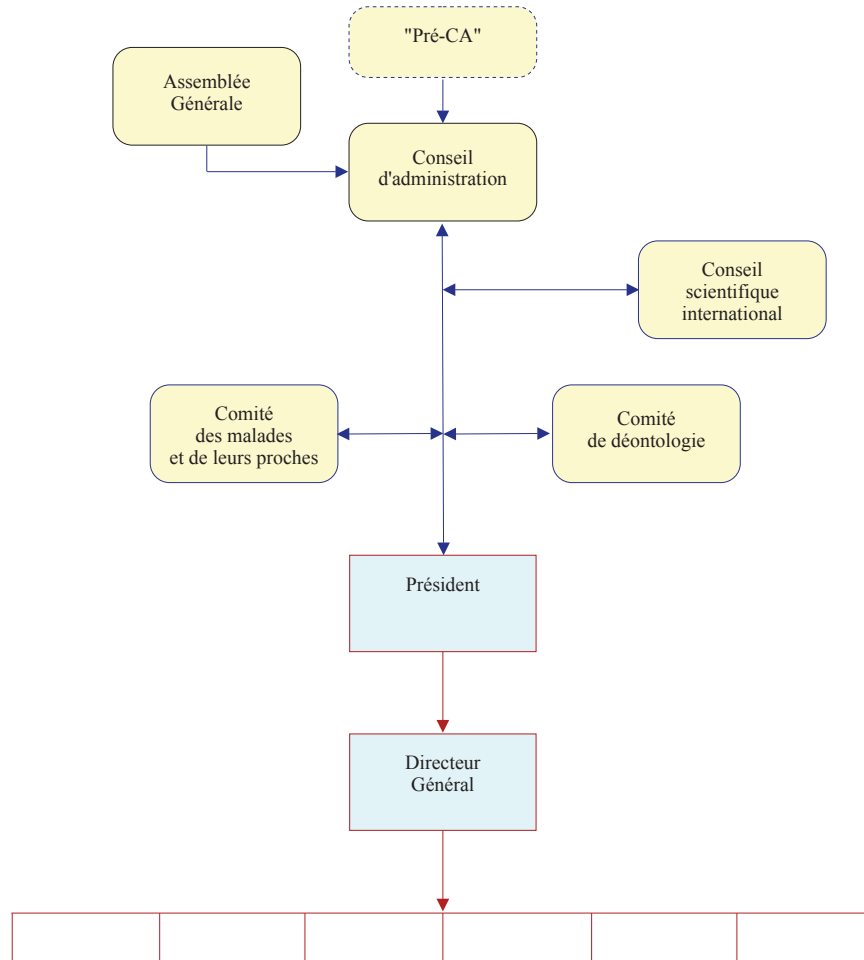 "Pré-CA"
Assemblée
Générale
Conseil
d'administration
Conseil
scientifique
international
Comité
des malades
et de leurs proches
Comité
de déontologie
Président
Directeur
Général